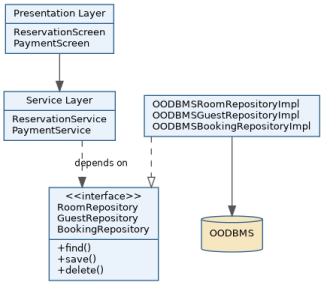 Presentation Layer
ReservationScreen
PaymentScreen
Service Layer
ReservationService
PaymentService
OODBMSRoomRepositoryImpl
OODBMSGuestRepositoryImpl
OODBMSBookingRepositoryImpl
depends on
<<interface>>
RoomRepository
GuestRepository
BookingRepository
+find()
+save()
+delete()
OODBMS